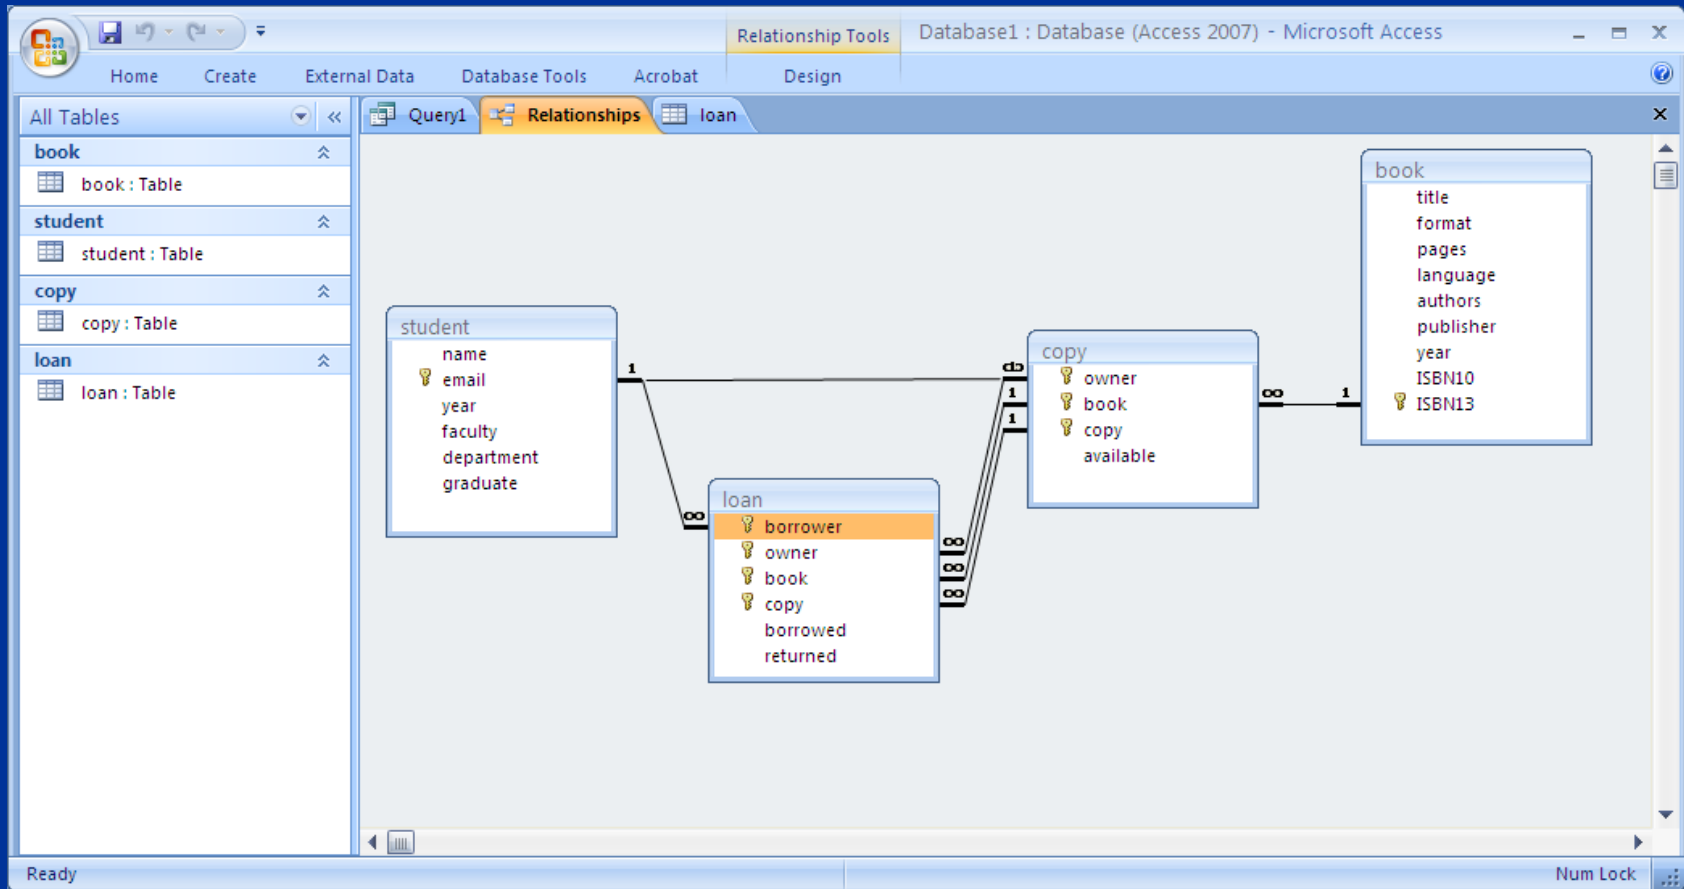 Relationship Tools
Database1 : Database (Access 2007) - Microsoft Access
Home Create External Data Database Tools Acrobat Design
All Tables
book
book : Table
student
student : Table
copy
copy : Table
loan
loan : Table
Query1 Relationships loan
student
name
email
year
faculty
department
graduate
1
∞
loan
borrower
owner
book
copy
borrowed
returned
∞
∞
∞
1
1
copy
owner
book
copy
available
∞ 1
book
title
format
pages
language
authors
publisher
year
ISBN10
ISBN13
Ready
Num Lock